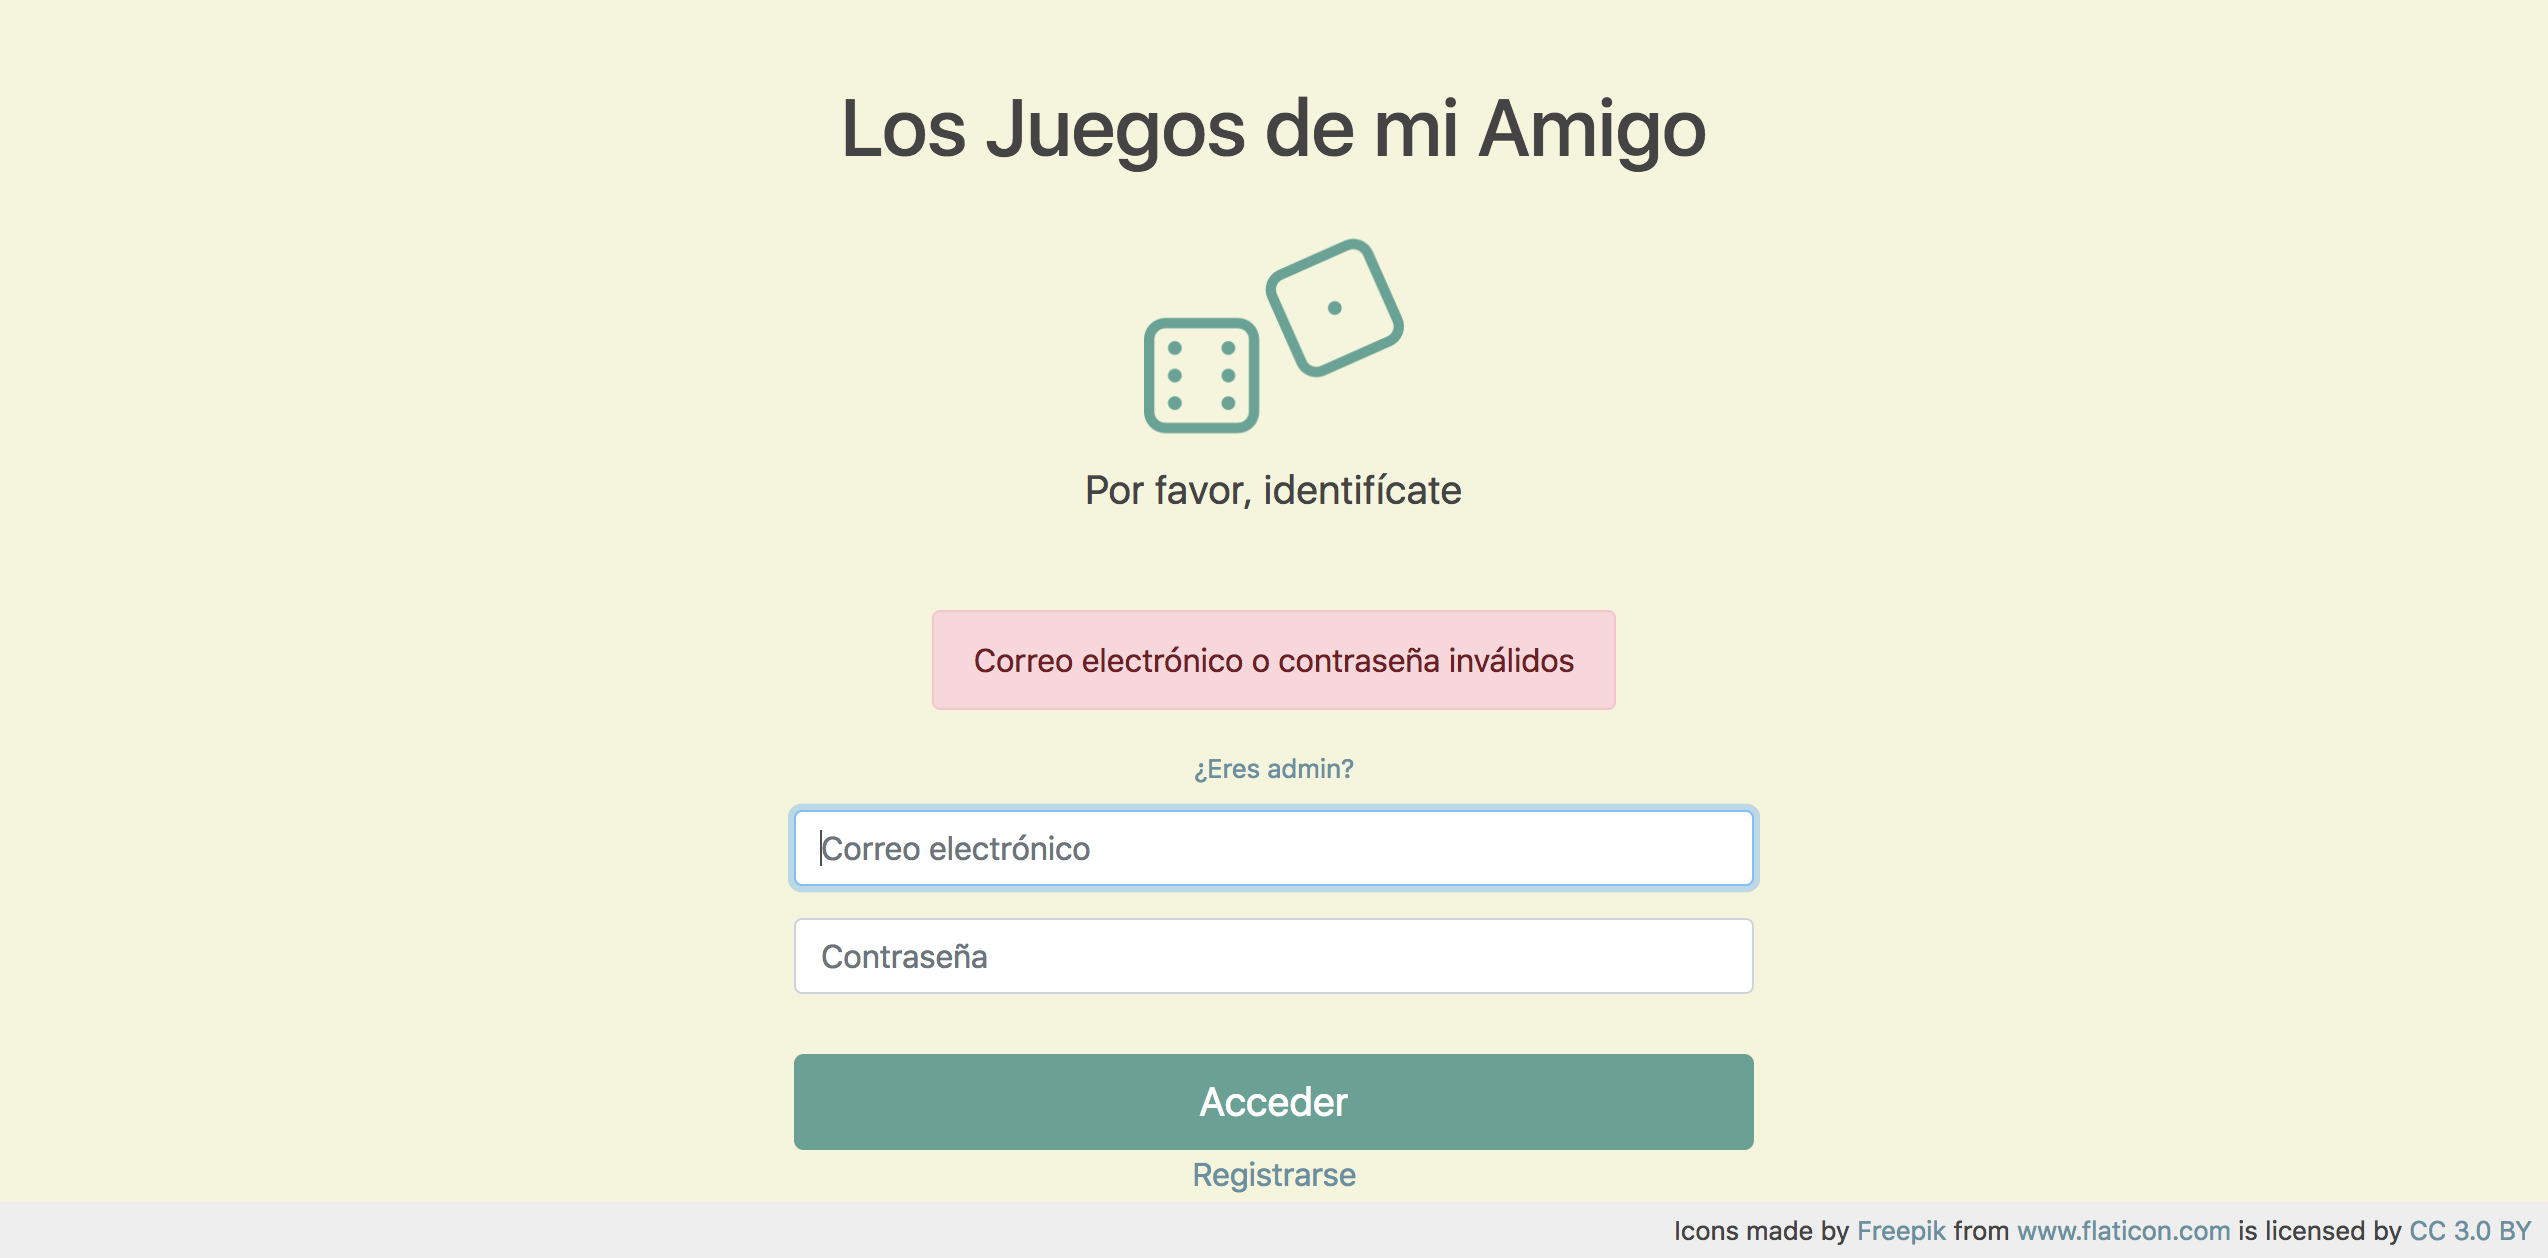 Los Juegos de mi Amigo
Por favor, identifícate
Correo electrónico o contraseña inválidos
¿Eres admin?
Correo electrónico
Contraseña
Acceder
Registrarse
Icons made by Freepik from www.flaticon.com is licensed by CC 3.0 BY